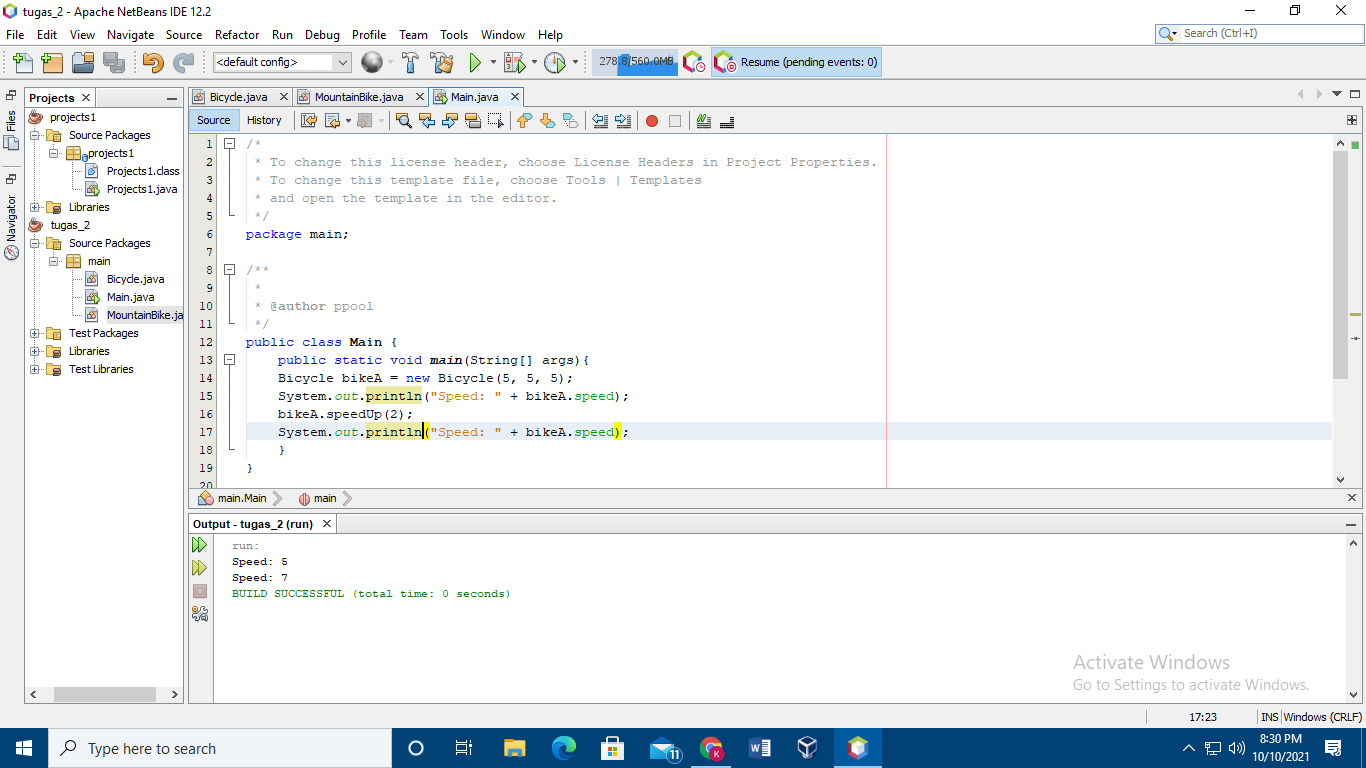 tugas_2 - Apache NetBeans IDE 12.2
File Edit View Navigate Source Refactor Run Debug Profile Team Tools Window Help
Search (Ctrl+I)
<default config>
278.8/560.0MB
Resume (pending events: 0)
Files
Navigator
Projects
projects1
Source Packages
projects1
Projects1.class
Projects1.java
Libraries
tugas_2
Source Packages
main
Bicycle.java
Main.java
MountainBike.ja
Test Packages
Libraries
Test Libraries
Bicycle.java MountainBike.java Main.java
Source History
1 /*
2 * To change this license header, choose License Headers in Project Properties.
3 * To change this template file, choose Tools | Templates
4 * and open the template in the editor.
5 */
6 package main;
7
8 /**
9 *
10 * @author ppool
11 */
12 public class Main {
13 public static void main(String[] args){
14 Bicycle bikeA = new Bicycle(5, 5, 5);
15 System.out.println("Speed: " + bikeA.speed);
16 bikeA.speedUp(2);
17 System.out.println("Speed: " + bikeA.speed);
18 }
19 }
20
main.Main main
Output - tugas_2 (run)
run:
Speed: 5
Speed: 7
BUILD SUCCESSFUL (total time: 0 seconds)
Activate Windows
Go to Settings to activate Windows.
17:23 INS Windows (CRLF)
Type here to search
11
K
8:30 PM
10/10/2021